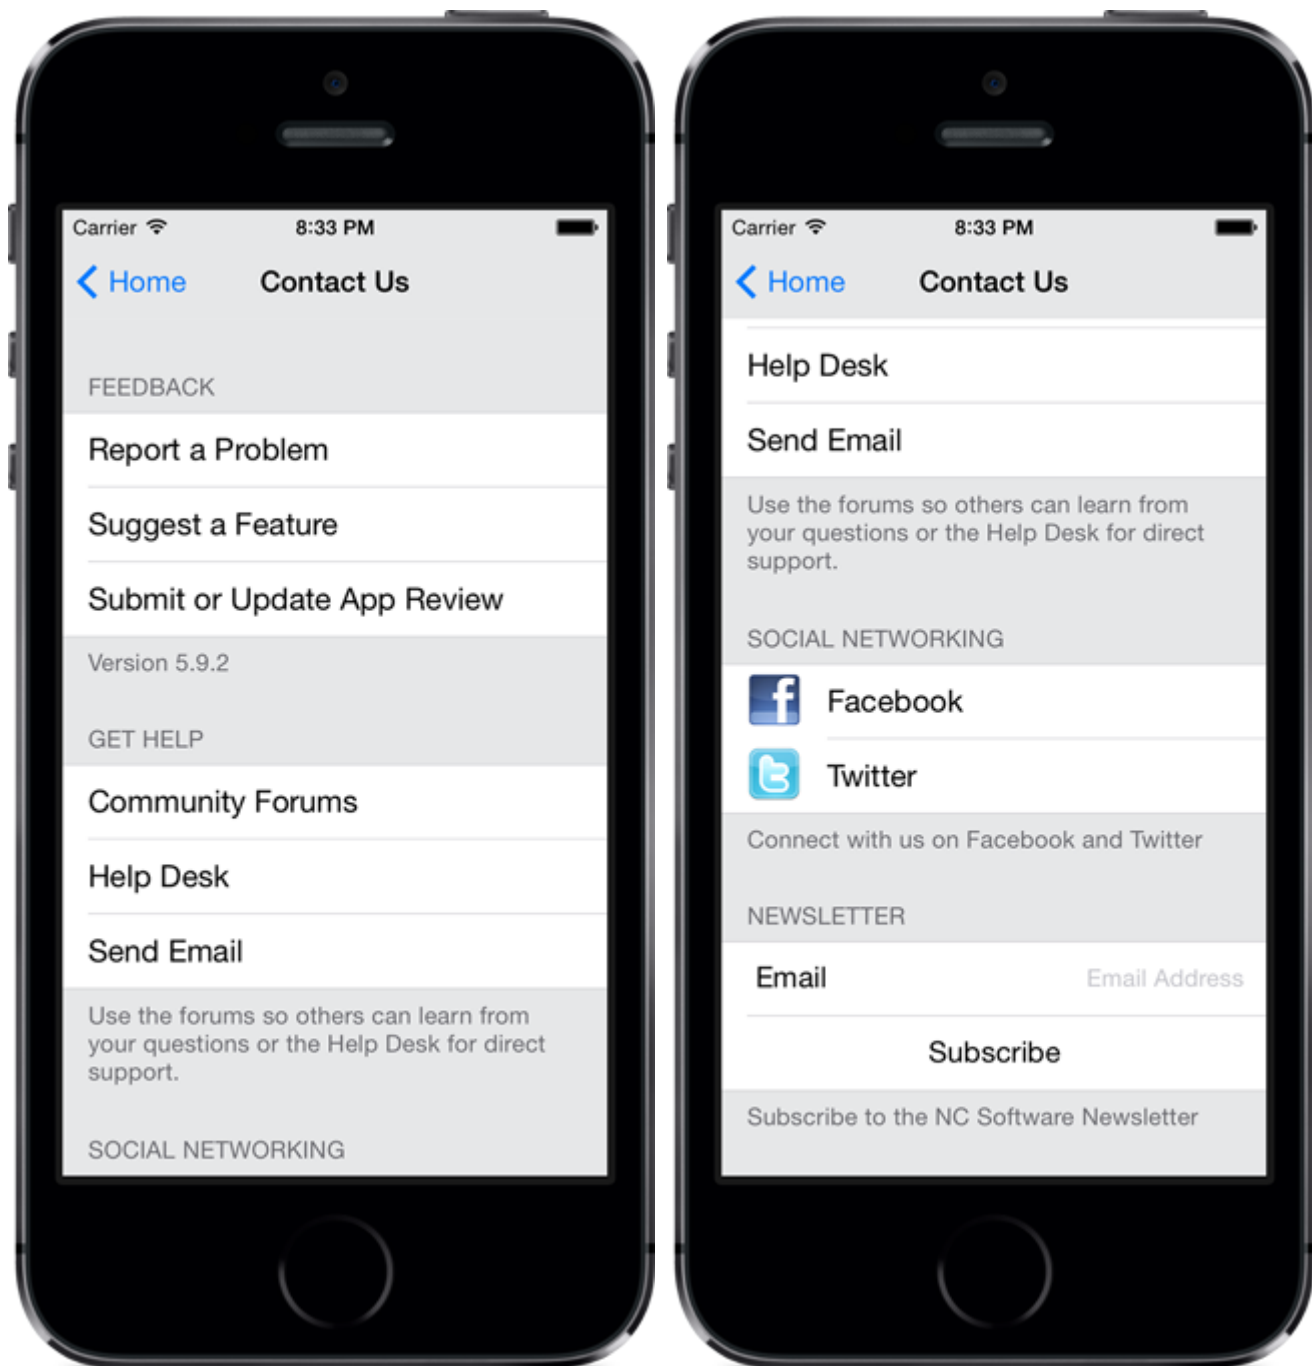 Carrier 8:33 PM
Home Contact Us
FEEDBACK
Report a Problem
Suggest a Feature
Submit or Update App Review
Version 5.9.2
GET HELP
Community Forums
Help Desk
Send Email
Use the forums so others can learn from
your questions or the Help Desk for direct
support.
SOCIAL NETWORKING
Carrier 8:33 PM
Home Contact Us
Help Desk
Send Email
Use the forums so others can learn from
your questions or the Help Desk for direct
support.
SOCIAL NETWORKING
f Facebook
t Twitter
Connect with us on Facebook and Twitter
NEWSLETTER
Email Email Address
Subscribe
Subscribe to the NC Software Newsletter